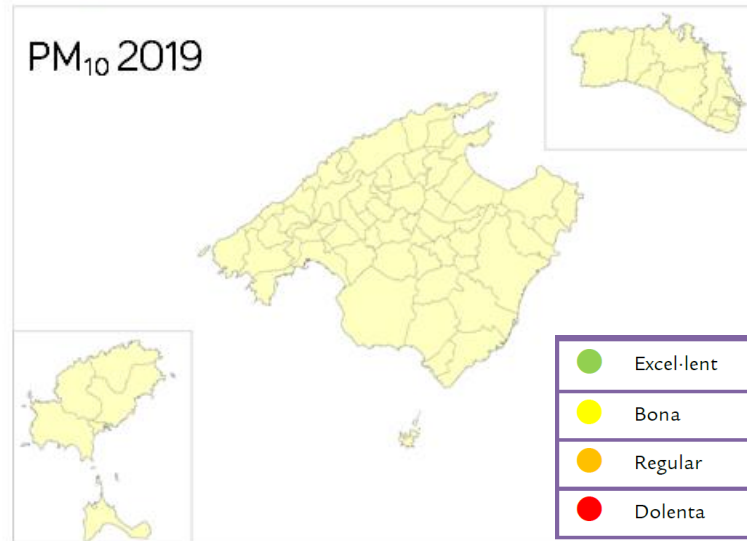 PM₁₀ 2019
Excel·lent
Bona
Regular
Dolenta